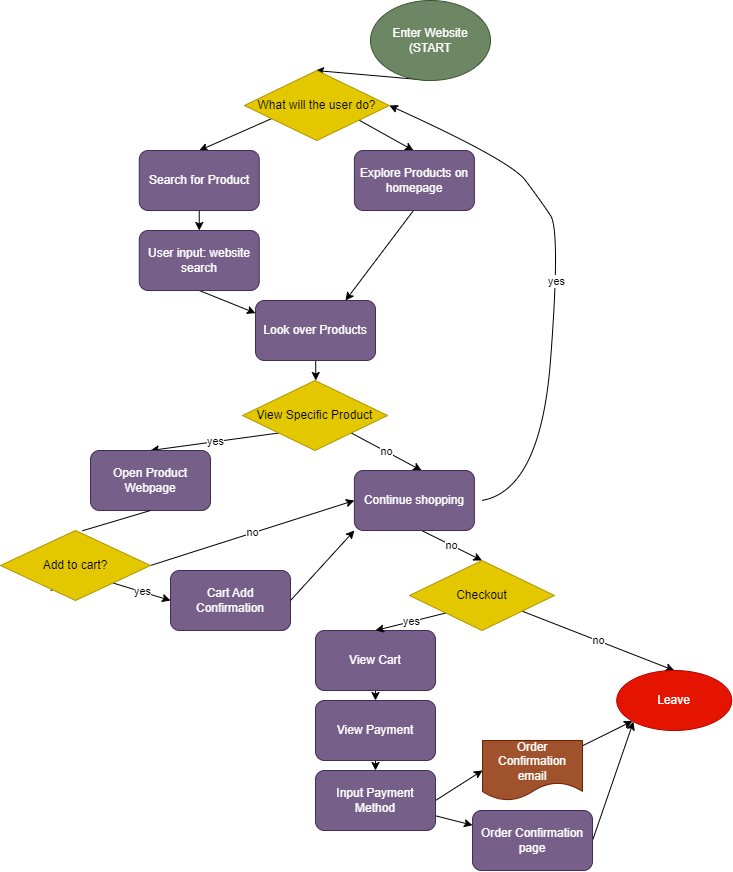 Enter Website
(START
What will the user do?
Search for Product
Explore Products on
homepage
User input: website
search
yes
Look over Products
View Specific Product
yes
no
Open Product
Webpage
Continue shopping
no
no
Add to cart?
yes
Cart Add
Confirmation
Checkout
yes
no
View Cart
Leave
View Payment
Order
Confirmation
email
Input Payment
Method
Order Confirmation
page